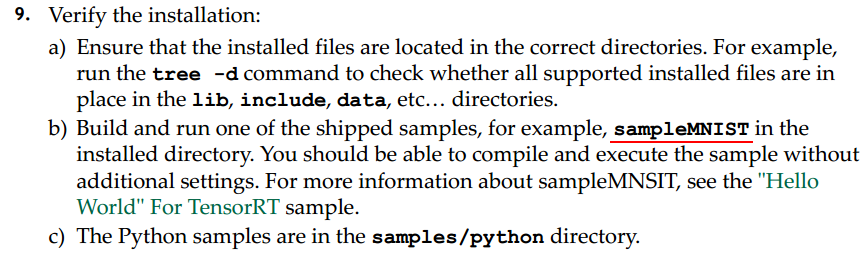 9. Verify the installation:
a) Ensure that the installed files are located in the correct directories. For example,
run the tree -d command to check whether all supported installed files are in
place in the lib, include, data, etc… directories.
b) Build and run one of the shipped samples, for example, sampleMNIST in the
installed directory. You should be able to compile and execute the sample without
additional settings. For more information about sampleMNSIT, see the "Hello
World" For TensorRT sample.
c) The Python samples are in the samples/python directory.